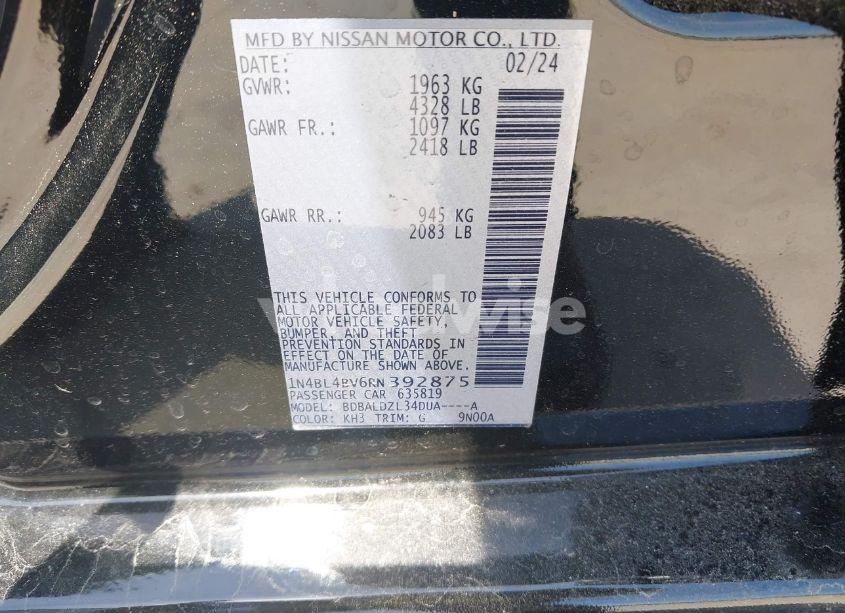 MFD BY NISSAN MOTOR CO., LTD.
DATE: 02/24
GVWR: 1963 KG
4328 LB
GAWR FR.: 1097 KG
2418 LB
GAWR RR.: 945 KG
2083 LB
THIS VEHICLE CONFORMS TO
ALL APPLICABLE FEDERAL
MOTOR VEHICLE SAFETY,
BUMPER, AND THEFT
PREVENTION STANDARDS IN
EFFECT ON THE DATE OF
MANUFACTURE SHOWN ABOVE.
1N4BL4BV6RN392875
PASSENGER CAR 635819
MODEL: BDBALDZL34DUA----A
COLOR: KH3 TRIM: G 9N00A